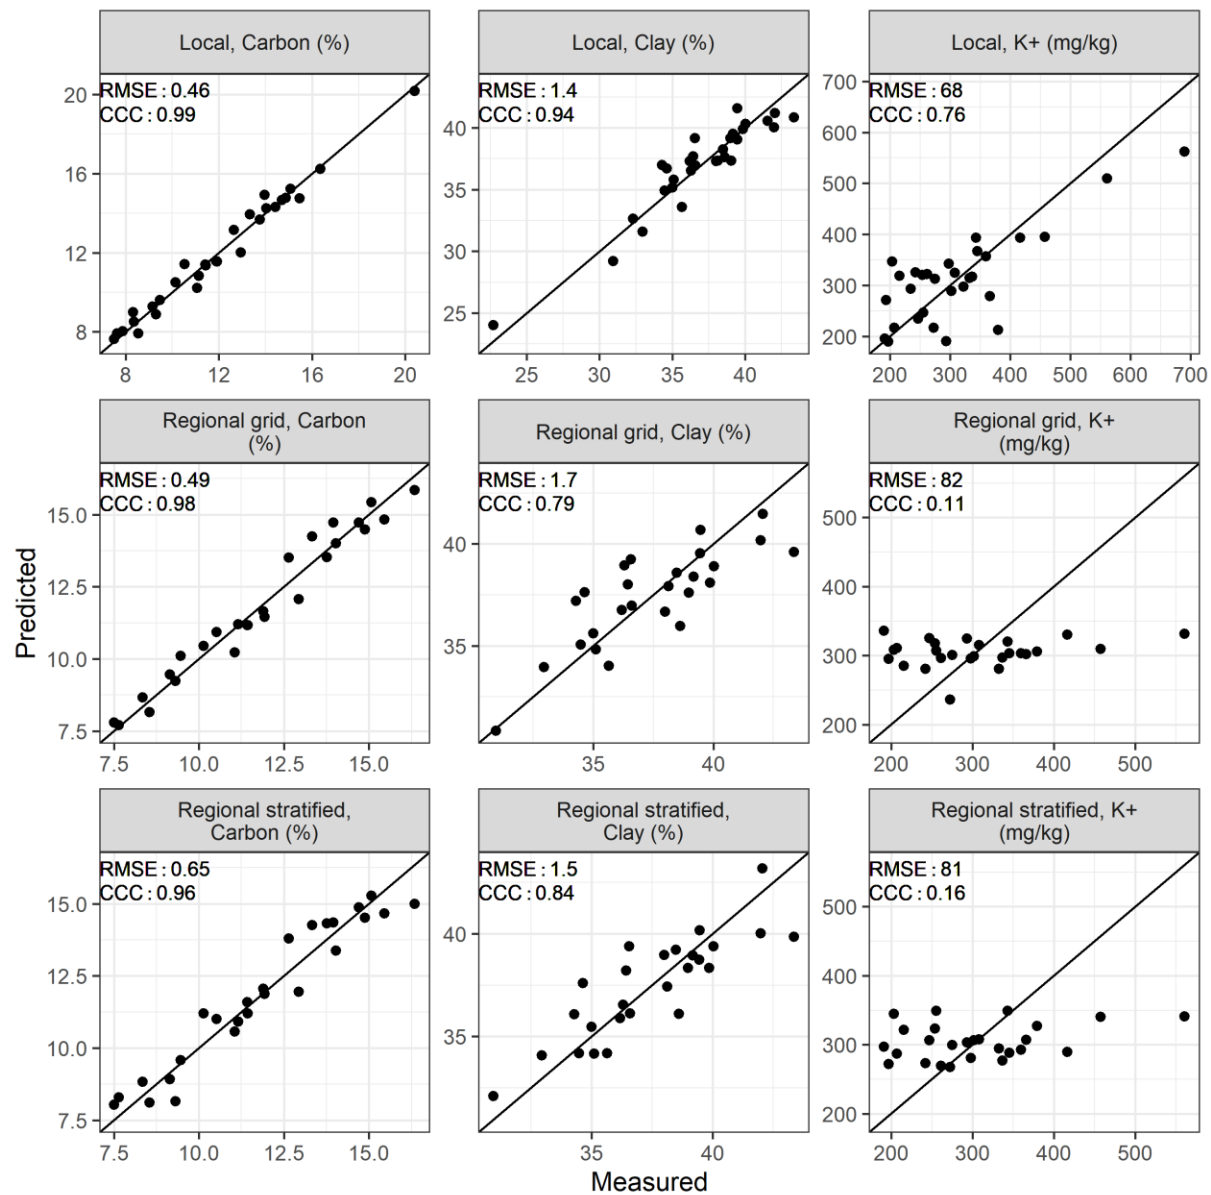 Local, Carbon (%)
Local, Clay (%)
Local, K+ (mg/kg)
RMSE : 0.46
CCC : 0.99
20
16
12
8
8 12 16 20
RMSE : 1.4
CCC : 0.94
40
35
30
25
25 30 35 40
RMSE : 68
CCC : 0.76
700
600
500
400
300
200
200 300 400 500 600 700
Regional grid, Carbon
(%)
Regional grid, Clay (%)
Regional grid, K+
(mg/kg)
RMSE : 0.49
CCC : 0.98
15.0
12.5
10.0
7.5
7.5 10.0 12.5 15.0
RMSE : 1.7
CCC : 0.79
40
35
35 40
RMSE : 82
CCC : 0.11
500
400
300
200
200 300 400 500
Predicted
Regional stratified,
Carbon (%)
Regional stratified,
Clay (%)
Regional stratified, K+
(mg/kg)
RMSE : 0.65
CCC : 0.96
15.0
12.5
10.0
7.5
7.5 10.0 12.5 15.0
RMSE : 1.5
CCC : 0.84
40
35
35 40
RMSE : 81
CCC : 0.16
500
400
300
200
200 300 400 500
Measured